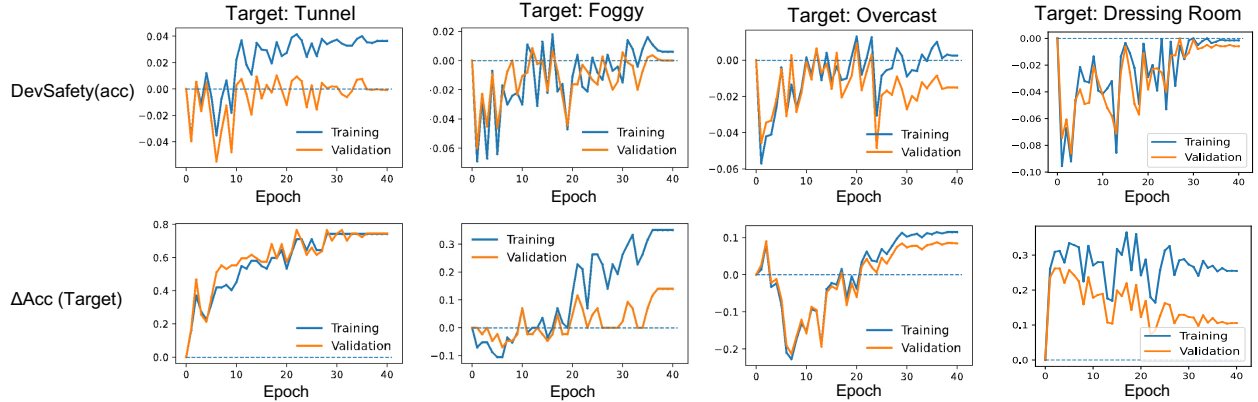 Target: Tunnel
Target: Foggy
Target: Overcast
Target: Dressing Room
DevSafety(acc)
0.04
0.02
0.00
−0.02
−0.04
Training
Validation
0 10 20 30 40
Epoch
0.02
0.00
−0.02
−0.04
−0.06
Training
Validation
0 10 20 30 40
Epoch
0.02
0.00
−0.02
−0.04
−0.06
Training
Validation
0 10 20 30 40
Epoch
0.00
−0.02
−0.04
−0.06
−0.08
−0.10
Training
Validation
0 10 20 30 40
Epoch
ΔAcc (Target)
0.8
0.6
0.4
0.2
0.0
Training
Validation
0 10 20 30 40
Epoch
0.3
0.2
0.1
0.0
−0.1
Training
Validation
0 10 20 30 40
Epoch
0.1
0.0
−0.1
−0.2
Training
Validation
0 10 20 30 40
Epoch
0.3
0.2
0.1
0.0
Training
Validation
0 10 20 30 40
Epoch